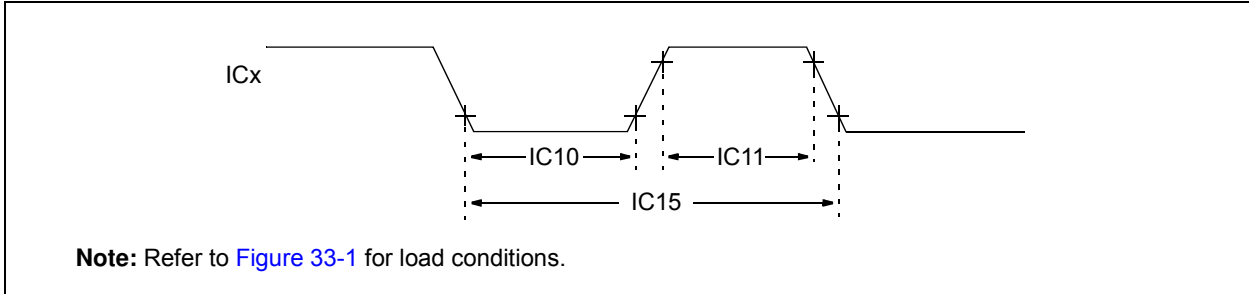 ICx
IC10
IC11
IC15
Note: Refer to Figure 33-1 for load conditions.